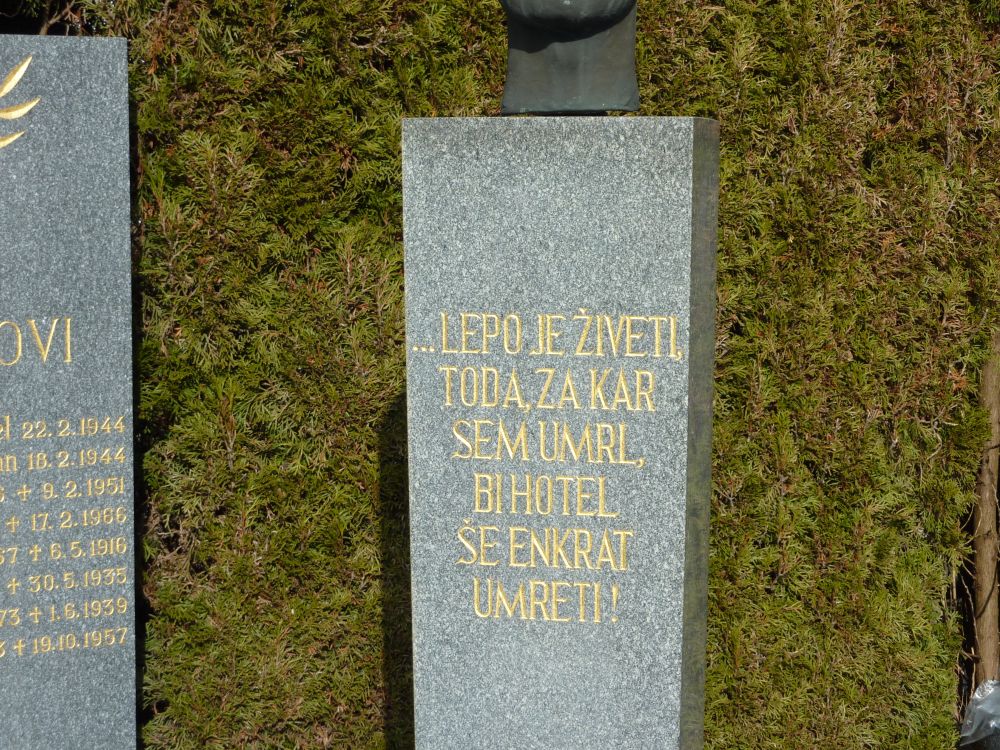 OVI
22. 2. 1944
18. 2. 1944
+ 9. 2. 1951
+ 17. 2. 1966
+ 6. 5. 1916
+ 30. 5. 1935
73 + 1. 6. 1939
+ 19. 10. 1957
...LEPO JE ŽIVETI,
TODA, ZA KAR
SEM UMRL,
BI HOTEL
ŠE ENKRAT
UMRETI!